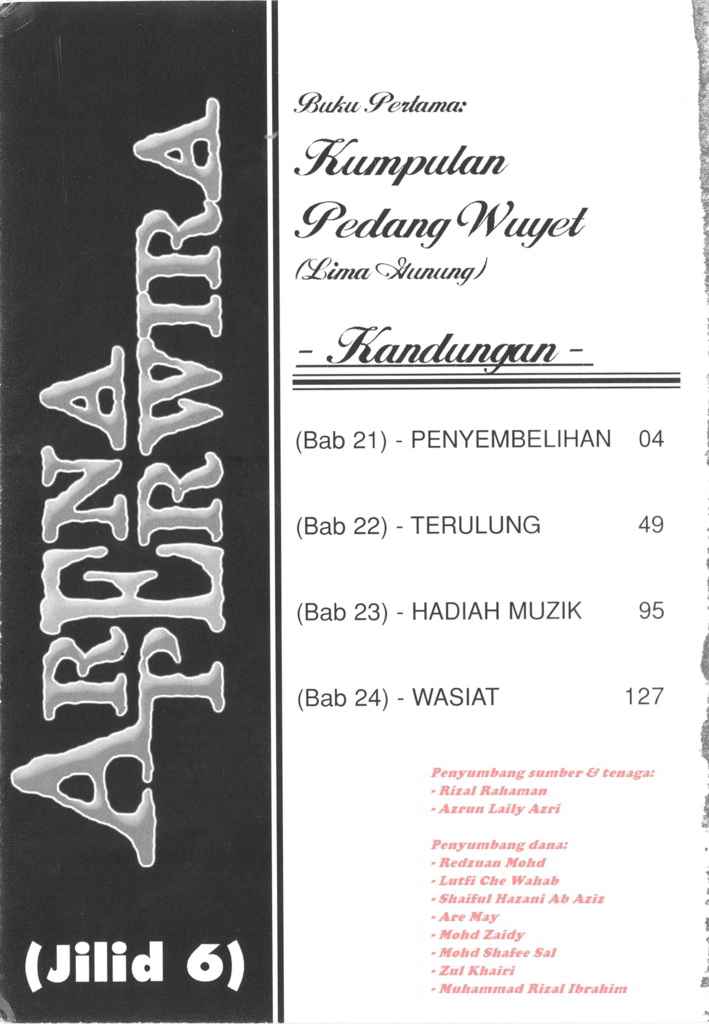 ARENA
PERWIRA
(Jilid 6)
Buku Pertama:
Kumpulan
Pedang Wuyet
(Lima Gunung)
- Kandungan -
(Bab 21) - PENYEMBELIHAN 04
(Bab 22) - TERULUNG 49
(Bab 23) - HADIAH MUZIK 95
(Bab 24) - WASIAT 127
Penyumbang sumber & tenaga:
- Rizal Rahaman
- Azrun Laily Azri
Penyumbang dana:
- Redzuan Mohd
- Lutfi Che Wahab
- Shaiful Hazani Ab Aziz
- Are May
- Mohd Zaidy
- Mohd Shafee Sal
- Zul Khairi
- Muhammad Rizal Ibrahim